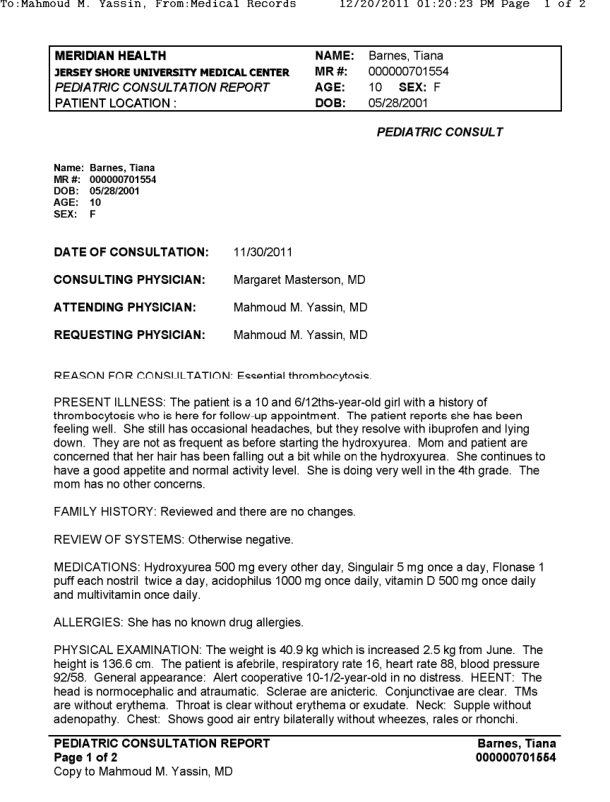 To:Mahmoud M. Yassin, From:Medical Records 12/20/2011 01:20:23 PM Page 1 of 2
MERIDIAN HEALTH NAME: Barnes, Tiana
JERSEY SHORE UNIVERSITY MEDICAL CENTER MR #: 000000701554
PEDIATRIC CONSULTATION REPORT AGE: 10 SEX: F
PATIENT LOCATION : DOB: 05/28/2001
PEDIATRIC CONSULT
Name: Barnes, Tiana
MR #: 000000701554
DOB: 05/28/2001
AGE: 10
SEX: F
DATE OF CONSULTATION: 11/30/2011
CONSULTING PHYSICIAN: Margaret Masterson, MD
ATTENDING PHYSICIAN: Mahmoud M. Yassin, MD
REQUESTING PHYSICIAN: Mahmoud M. Yassin, MD
REASON FOR CONSULTATION: Essential thrombocytosis.
PRESENT ILLNESS: The patient is a 10 and 6/12ths-year-old girl with a history of
thrombocytosis who is here for follow-up appointment. The patient reports she has been
feeling well. She still has occasional headaches, but they resolve with ibuprofen and lying
down. They are not as frequent as before starting the hydroxyurea. Mom and patient are
concerned that her hair has been falling out a bit while on the hydroxyurea. She continues to
have a good appetite and normal activity level. She is doing very well in the 4th grade. The
mom has no other concerns.
FAMILY HISTORY: Reviewed and there are no changes.
REVIEW OF SYSTEMS: Otherwise negative.
MEDICATIONS: Hydroxyurea 500 mg every other day, Singulair 5 mg once a day, Flonase 1
puff each nostril twice a day, acidophilus 1000 mg once daily, vitamin D 500 mg once daily
and multivitamin once daily.
ALLERGIES: She has no known drug allergies.
PHYSICAL EXAMINATION: The weight is 40.9 kg which is increased 2.5 kg from June. The
height is 136.6 cm. The patient is afebrile, respiratory rate 16, heart rate 88, blood pressure
92/58. General appearance: Alert cooperative 10-1/2-year-old in no distress. HEENT: The
head is normocephalic and atraumatic. Sclerae are anicteric. Conjunctivae are clear. TMs
are without erythema. Throat is clear without erythema or exudate. Neck: Supple without
adenopathy. Chest: Shows good air entry bilaterally without wheezes, rales or rhonchi.
PEDIATRIC CONSULTATION REPORT Barnes, Tiana
Page 1 of 2 000000701554
Copy to Mahmoud M. Yassin, MD